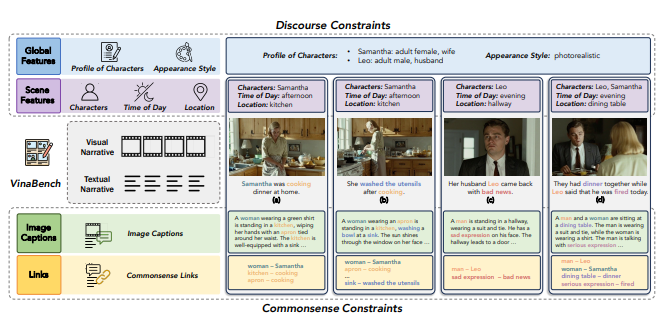 Discourse Constraints
Global
Features
Profile of Characters
Appearance Style
Profile of Characters:
• Samantha: adult female, wife
• Leo: adult male, husband
Appearance Style: photorealistic
Scene
Features
Characters
Time of Day
Location
Characters: Samantha
Time of Day: afternoon
Location: kitchen
Characters: Samantha
Time of Day: afternoon
Location: kitchen
Characters: Leo
Time of Day: evening
Location: hallway
Characters: Leo, Samantha
Time of Day: evening
Location: dining table
VinaBench
Visual
Narrative
Textual
Narrative
Samantha was cooking
dinner at home.
(a)
She washed the utensils
after cooking.
(b)
Her husband Leo came back
with bad news.
(c)
They had dinner together while
Leo said that he was fired today.
(d)
Image
Captions
Image Captions
A woman wearing a green shirt
is standing in a kitchen, wiping
her hands with an apron tied
around her waist. The kitchen is
well-equipped with a sink ...
A woman wearing an apron is
standing in a kitchen, washing a
bowl at a sink. The sun shines
through the window on her face ...
A man is standing in a hallway,
wearing a suit and tie. He has a
sad expression on his face. The
hallway leads to a door ...
A man and a woman are sitting at
a dining table. The man is wearing
suit and tie, while the woman is
wearing a shirt. The man is talking
with serious expression ...
Links
Commonsense Links
woman – Samantha
kitchen – cooking
apron – cooking
woman – Samantha
apron – cooking
...
sink – washed the utensils
man – Leo
sad expression – bad news
man – Leo
woman – Samantha
dining table – dinner
serious expression – fired
Commonsense Constraints